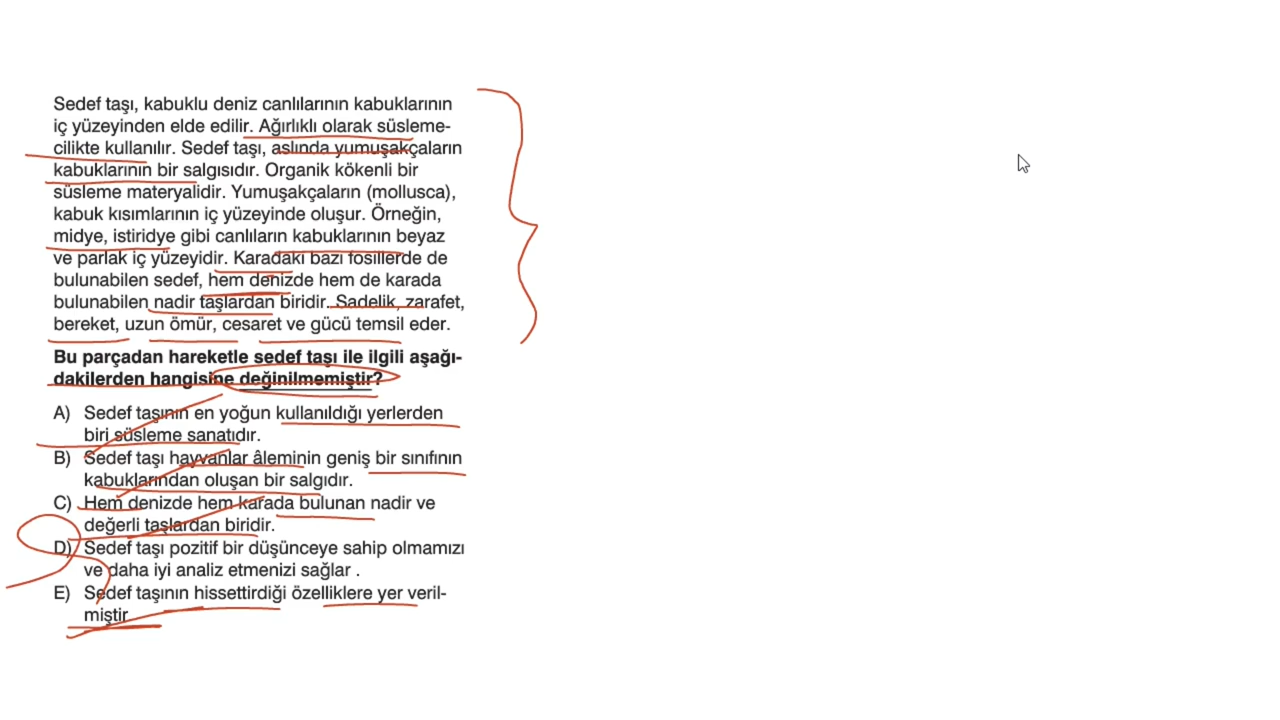 Sedef taşı, kabuklu deniz canlılarının kabuklarının
iç yüzeyinden elde edilir. Ağırlıklı olarak süsleme-
cilikte kullanılır. Sedef taşı, aslında yumuşakçaların
kabuklarının bir salgısıdır. Organik kökenli bir
süsleme materyalidir. Yumuşakçaların (mollusca),
kabuk kısımlarının iç yüzeyinde oluşur. Örneğin,
midye, istiridye gibi canlıların kabuklarının beyaz
ve parlak iç yüzeyidir. Karadaki bazı fosillerde de
bulunabilen sedef, hem denizde hem de karada
bulunabilen nadir taşlardan biridir. Sadelik, zarafet,
bereket, uzun ömür, cesaret ve gücü temsil eder.
Bu parçadan hareketle sedef taşı ile ilgili aşağı-
dakilerden hangisine değinilmemiştir?
A) Sedef taşının en yoğun kullanıldığı yerlerden
biri süsleme sanatıdır.
B) Sedef taşı hayvanlar âleminin geniş bir sınıfının
kabuklarından oluşan bir salgıdır.
C) Hem denizde hem karada bulunan nadir ve
değerli taşlardan biridir.
D) Sedef taşı pozitif bir düşünceye sahip olmamızı
ve daha iyi analiz etmenizi sağlar .
E) Sedef taşının hissettirdiği özelliklere yer veril-
miştir